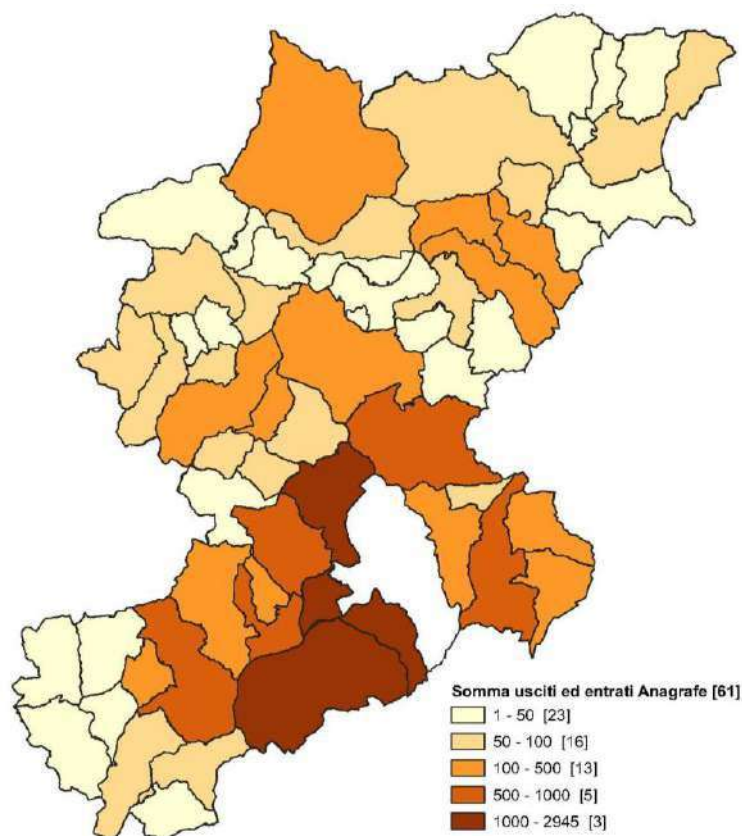 Somma usciti ed entrati Anagrafe [61]
1 - 50 [23]
50 - 100 [16]
100 - 500 [13]
500 - 1000 [5]
1000 - 2945 [3]